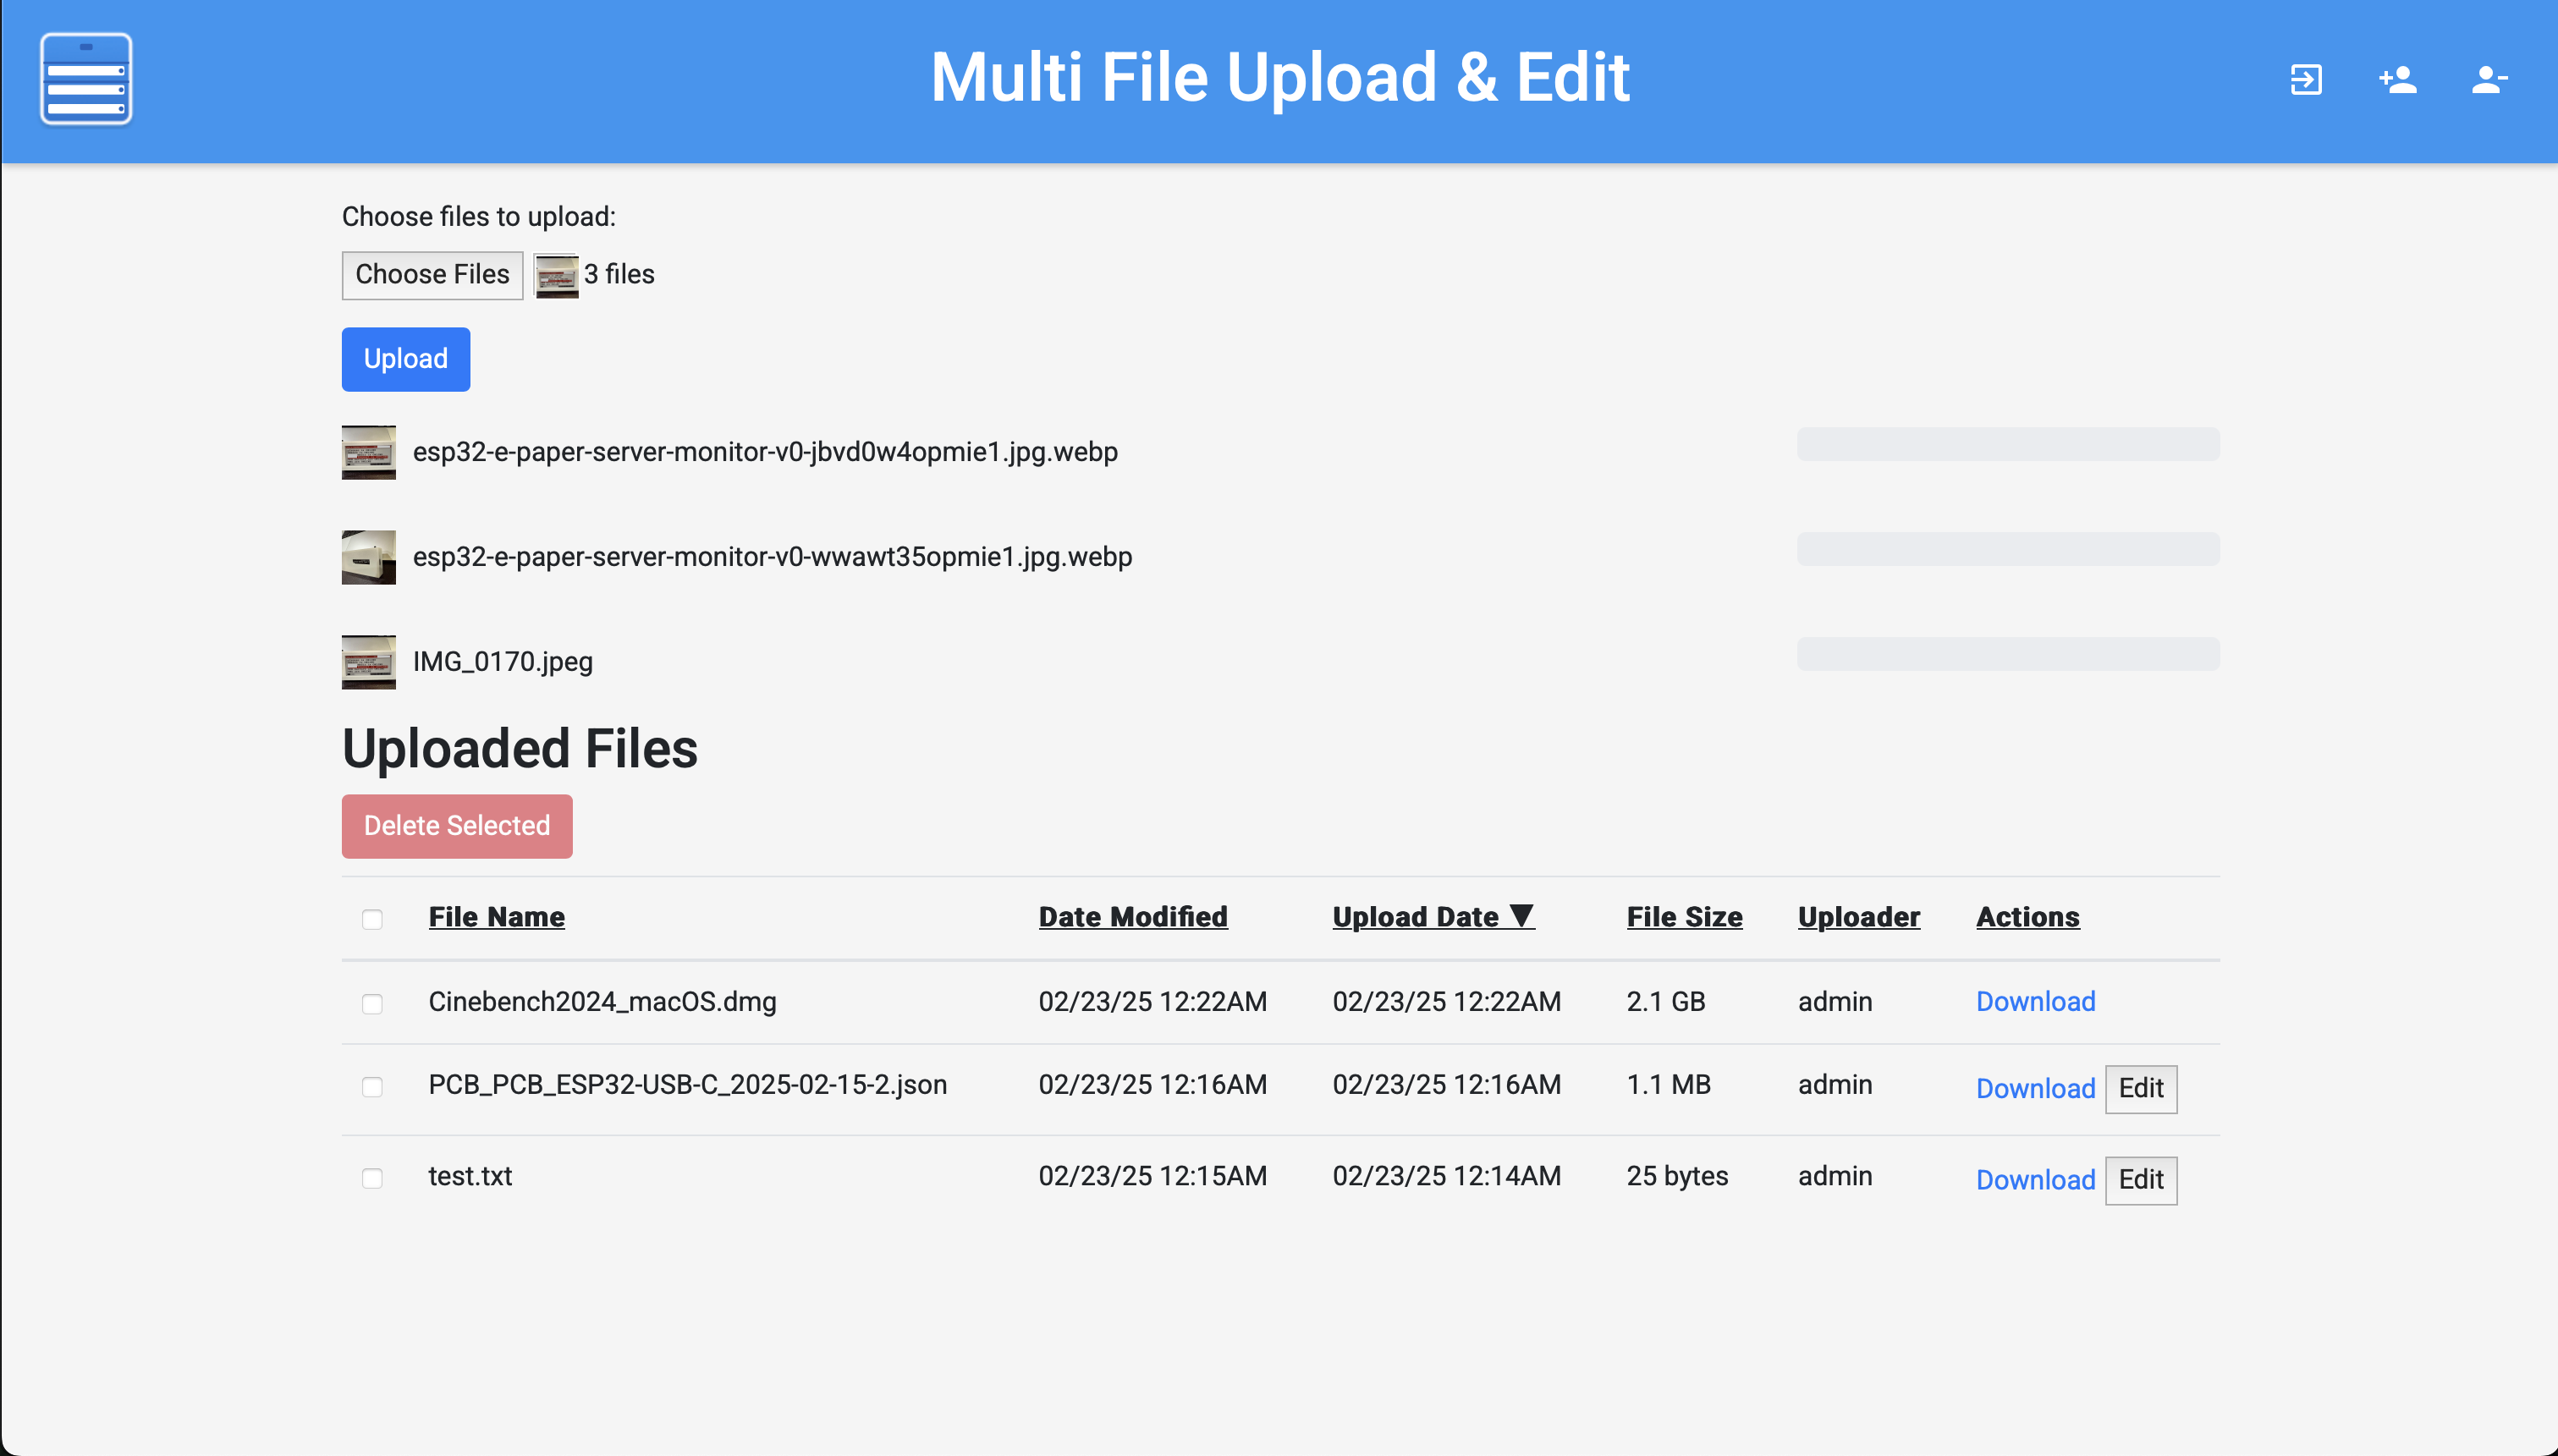 Multi File Upload & Edit
Choose files to upload:
Choose Files 3 files
Upload
esp32-e-paper-server-monitor-v0-jbvd0w4opmie1.jpg.webp
esp32-e-paper-server-monitor-v0-wwawt35opmie1.jpg.webp
IMG_0170.jpeg
Uploaded Files
Delete Selected
File Name Date Modified Upload Date ▼ File Size Uploader Actions
Cinebench2024_macOS.dmg 02/23/25 12:22AM 02/23/25 12:22AM 2.1 GB admin Download
PCB_PCB_ESP32-USB-C_2025-02-15-2.json 02/23/25 12:16AM 02/23/25 12:16AM 1.1 MB admin Download Edit
test.txt 02/23/25 12:15AM 02/23/25 12:14AM 25 bytes admin Download Edit